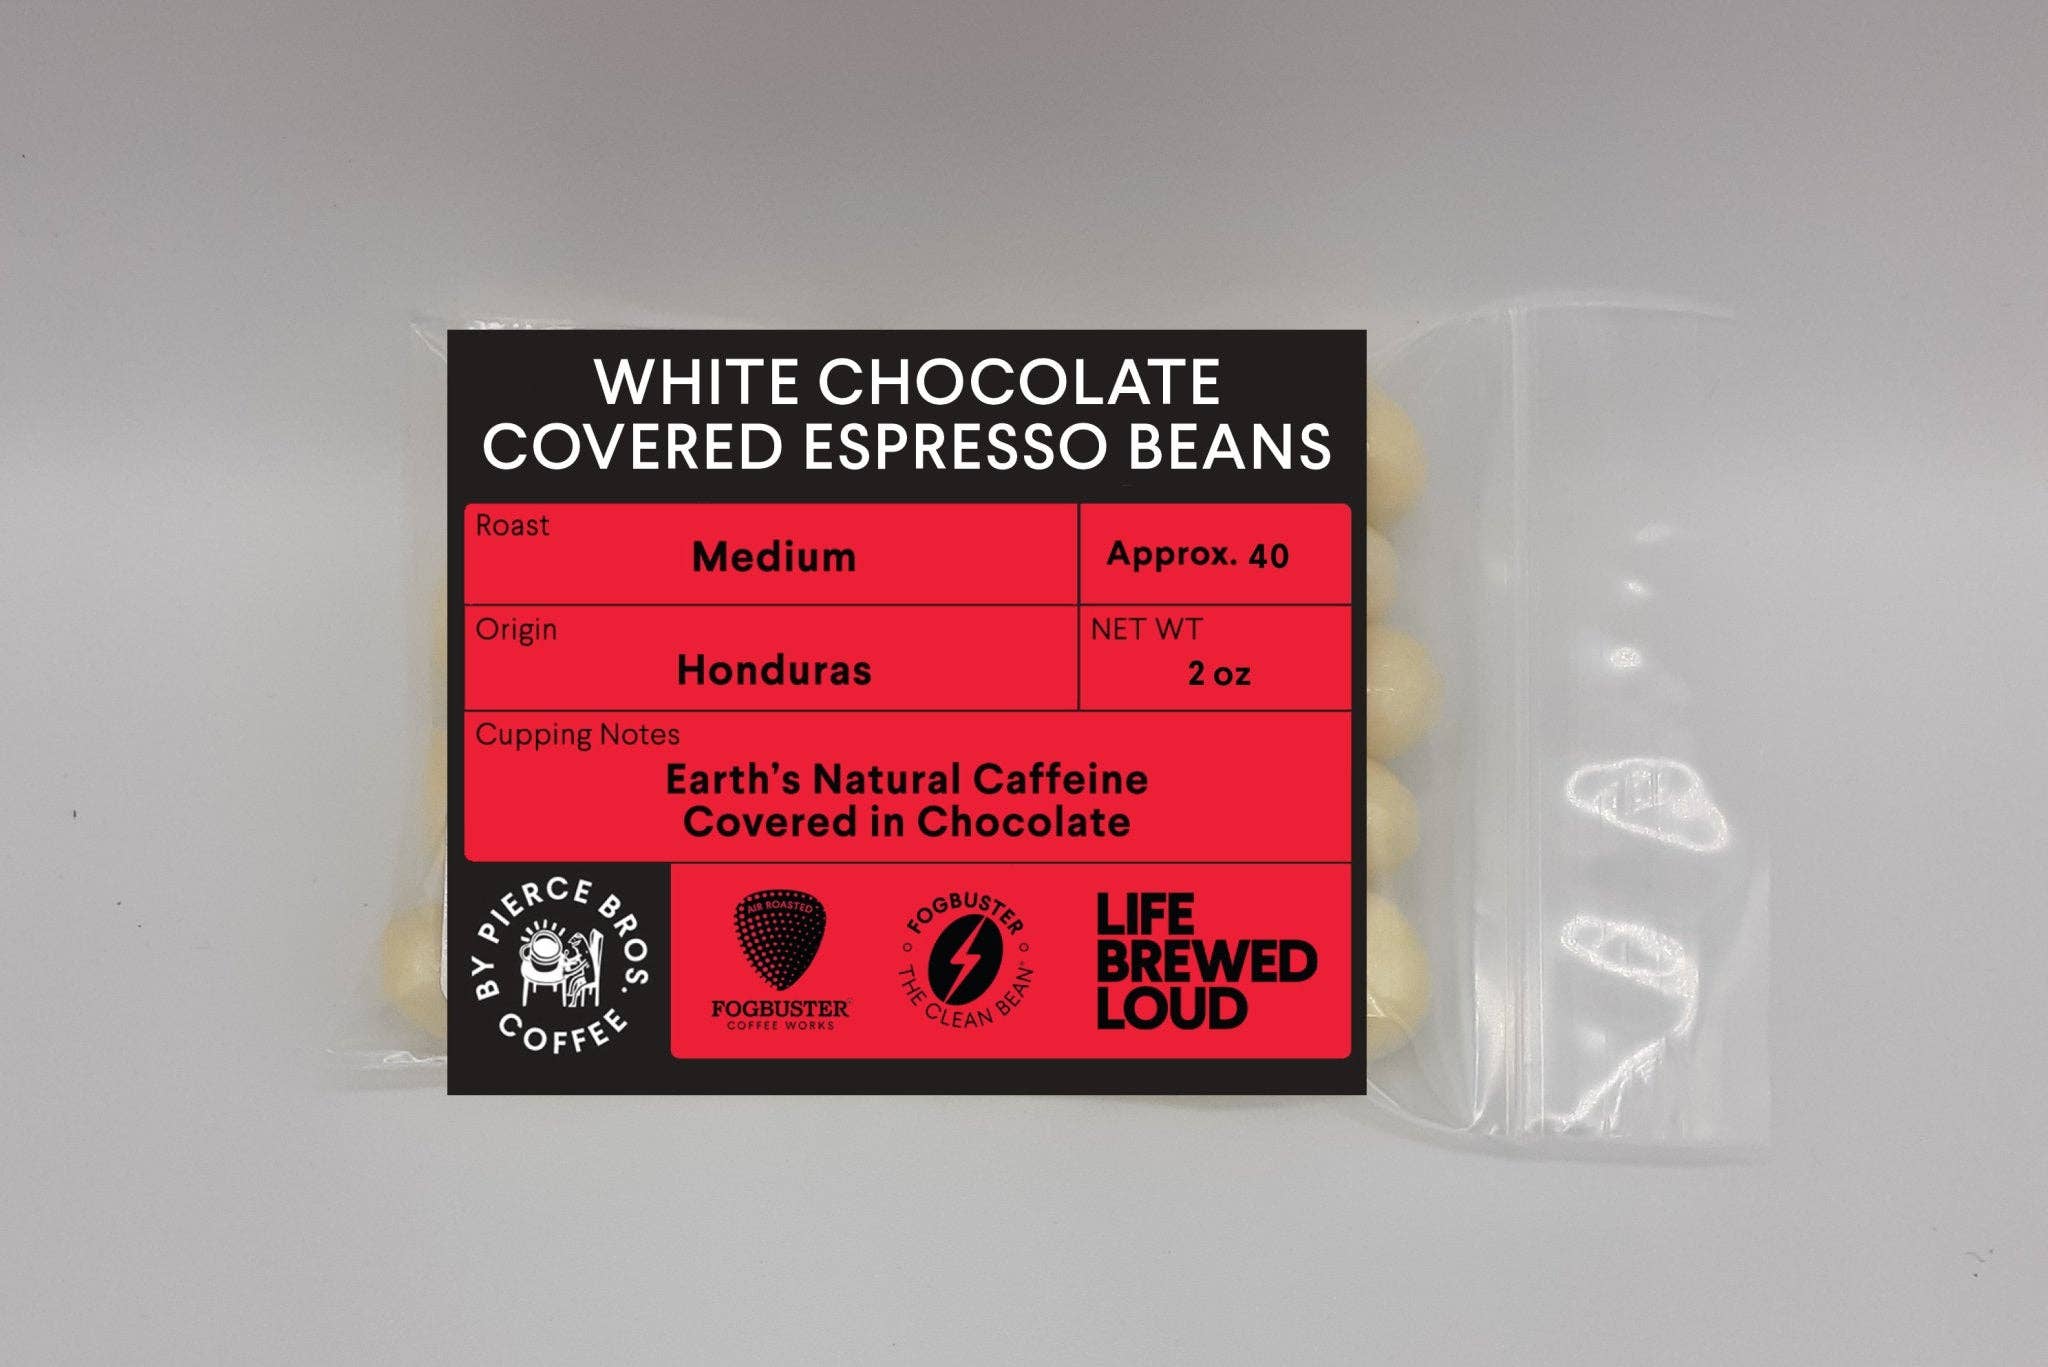 WHITE CHOCOLATE
COVERED ESPRESSO BEANS
Roast
Medium
Approx. 40
Origin
Honduras
NET WT
2 oz
Cupping Notes
Earth's Natural Caffeine
Covered in Chocolate
BY PIERCE BROS.
COFFEE
AIR ROASTED
FOGBUSTER®
COFFEE WORKS
FOGBUSTER
THE CLEAN BEAN®
LIFE
BREWED
LOUD